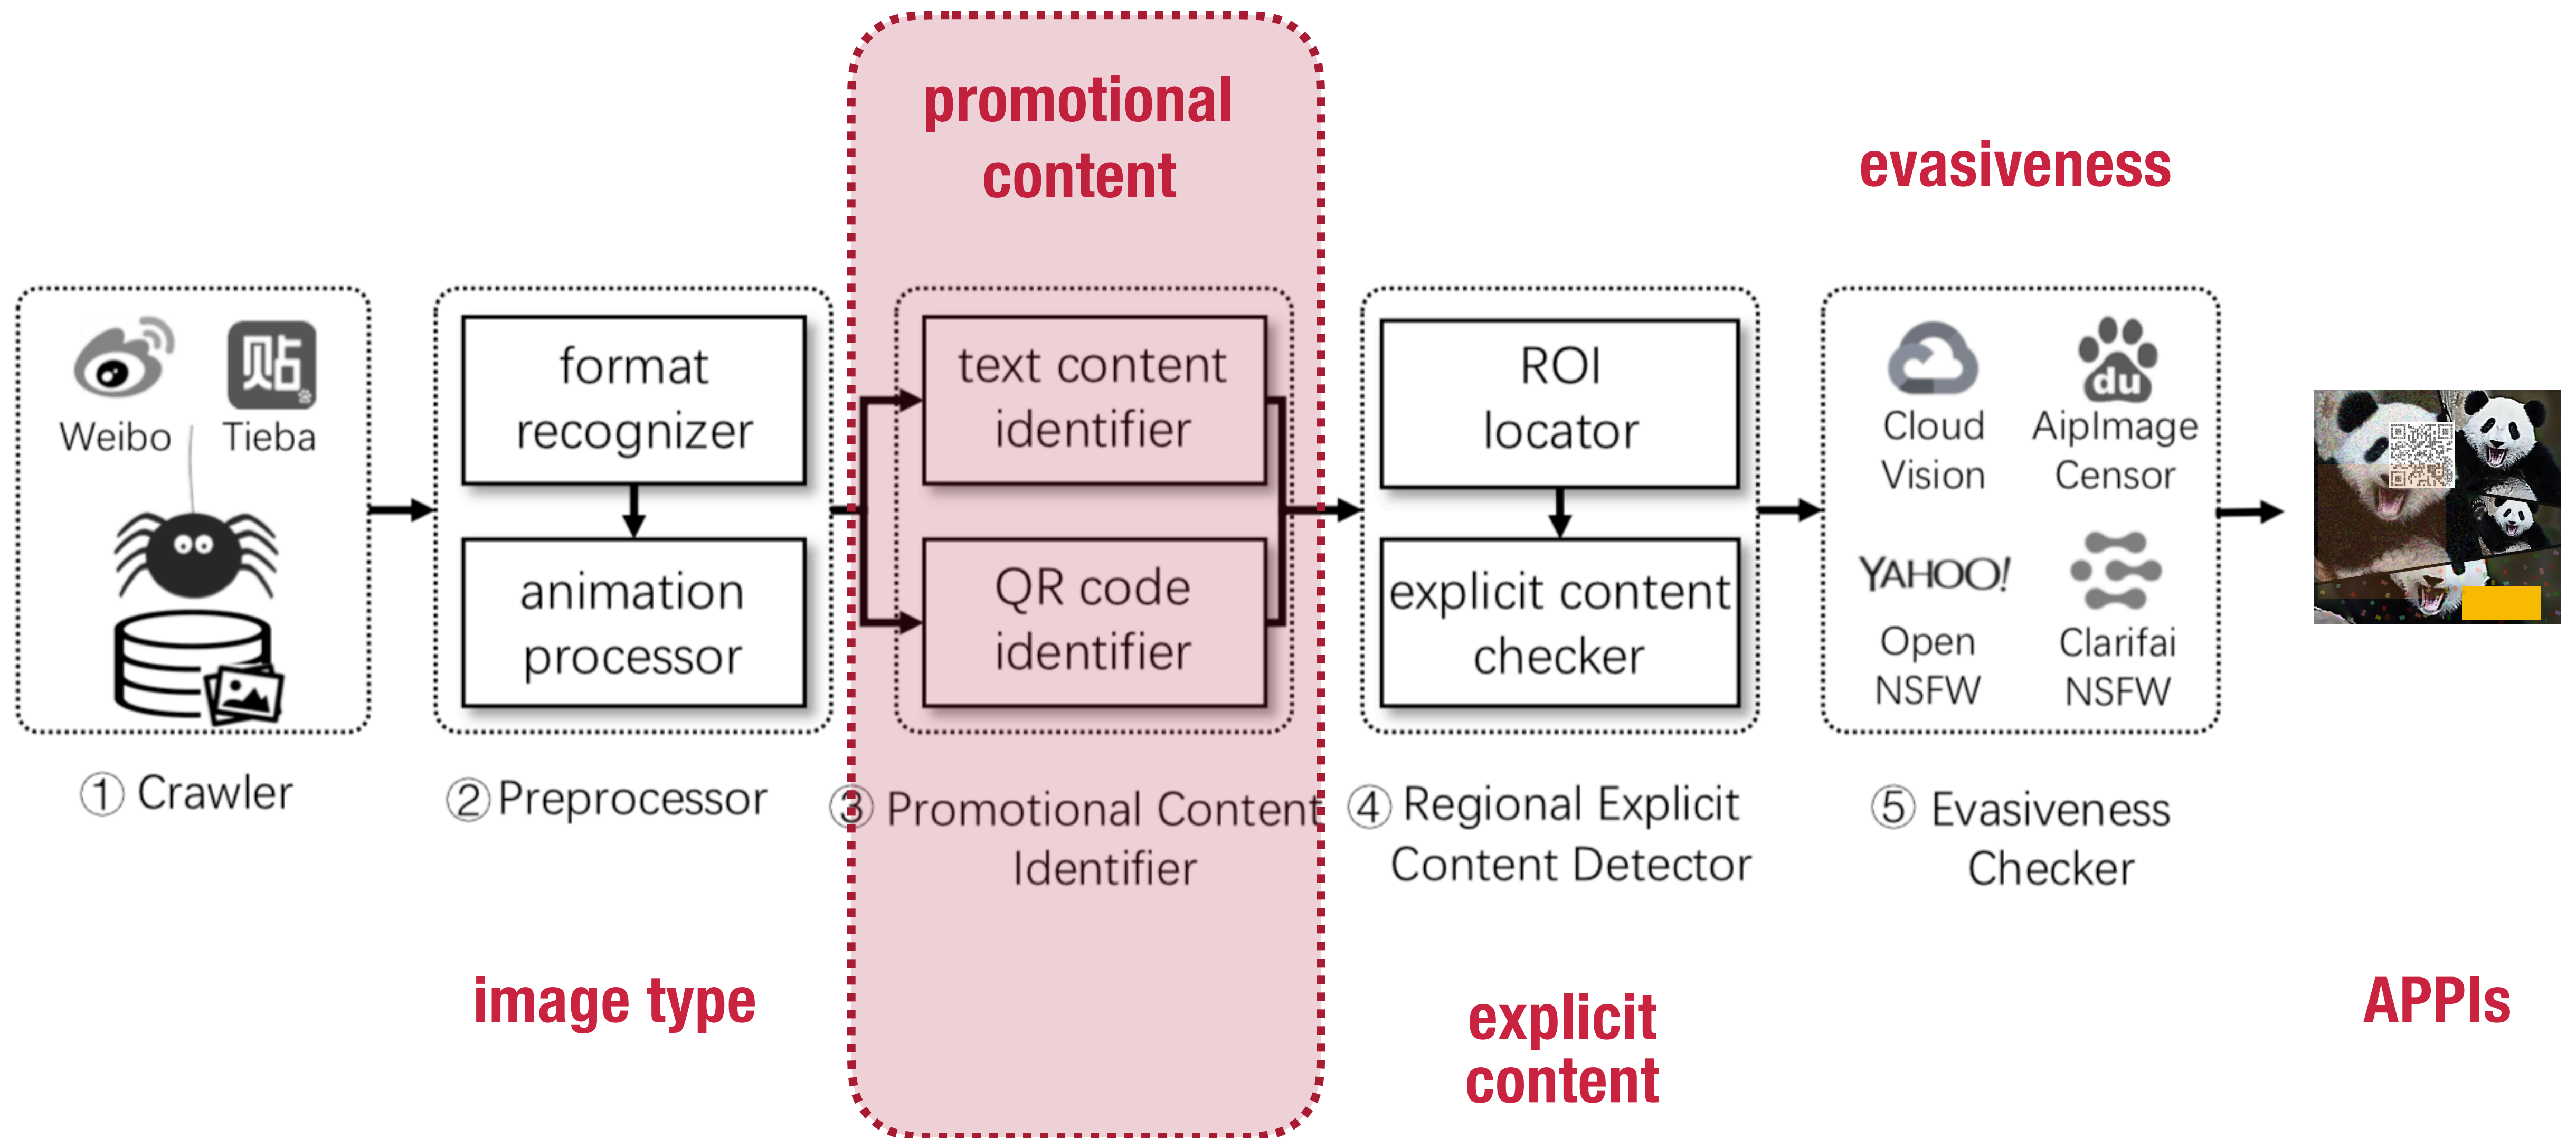 promotional
content
evasiveness
贴
Weibo
Tieba
format
recognizer
animation
processor
text content
identifier
QR code
identifier
ROI
locator
explicit content
checker
du
Cloud
Vision
AipImage
Censor
YAHOO!
Open
NSFW
Clarifai
NSFW
① Crawler
② Preprocessor
③ Promotional Content
Identifier
④ Regional Explicit
Content Detector
⑤ Evasiveness
Checker
image type
explicit
content
APPIs